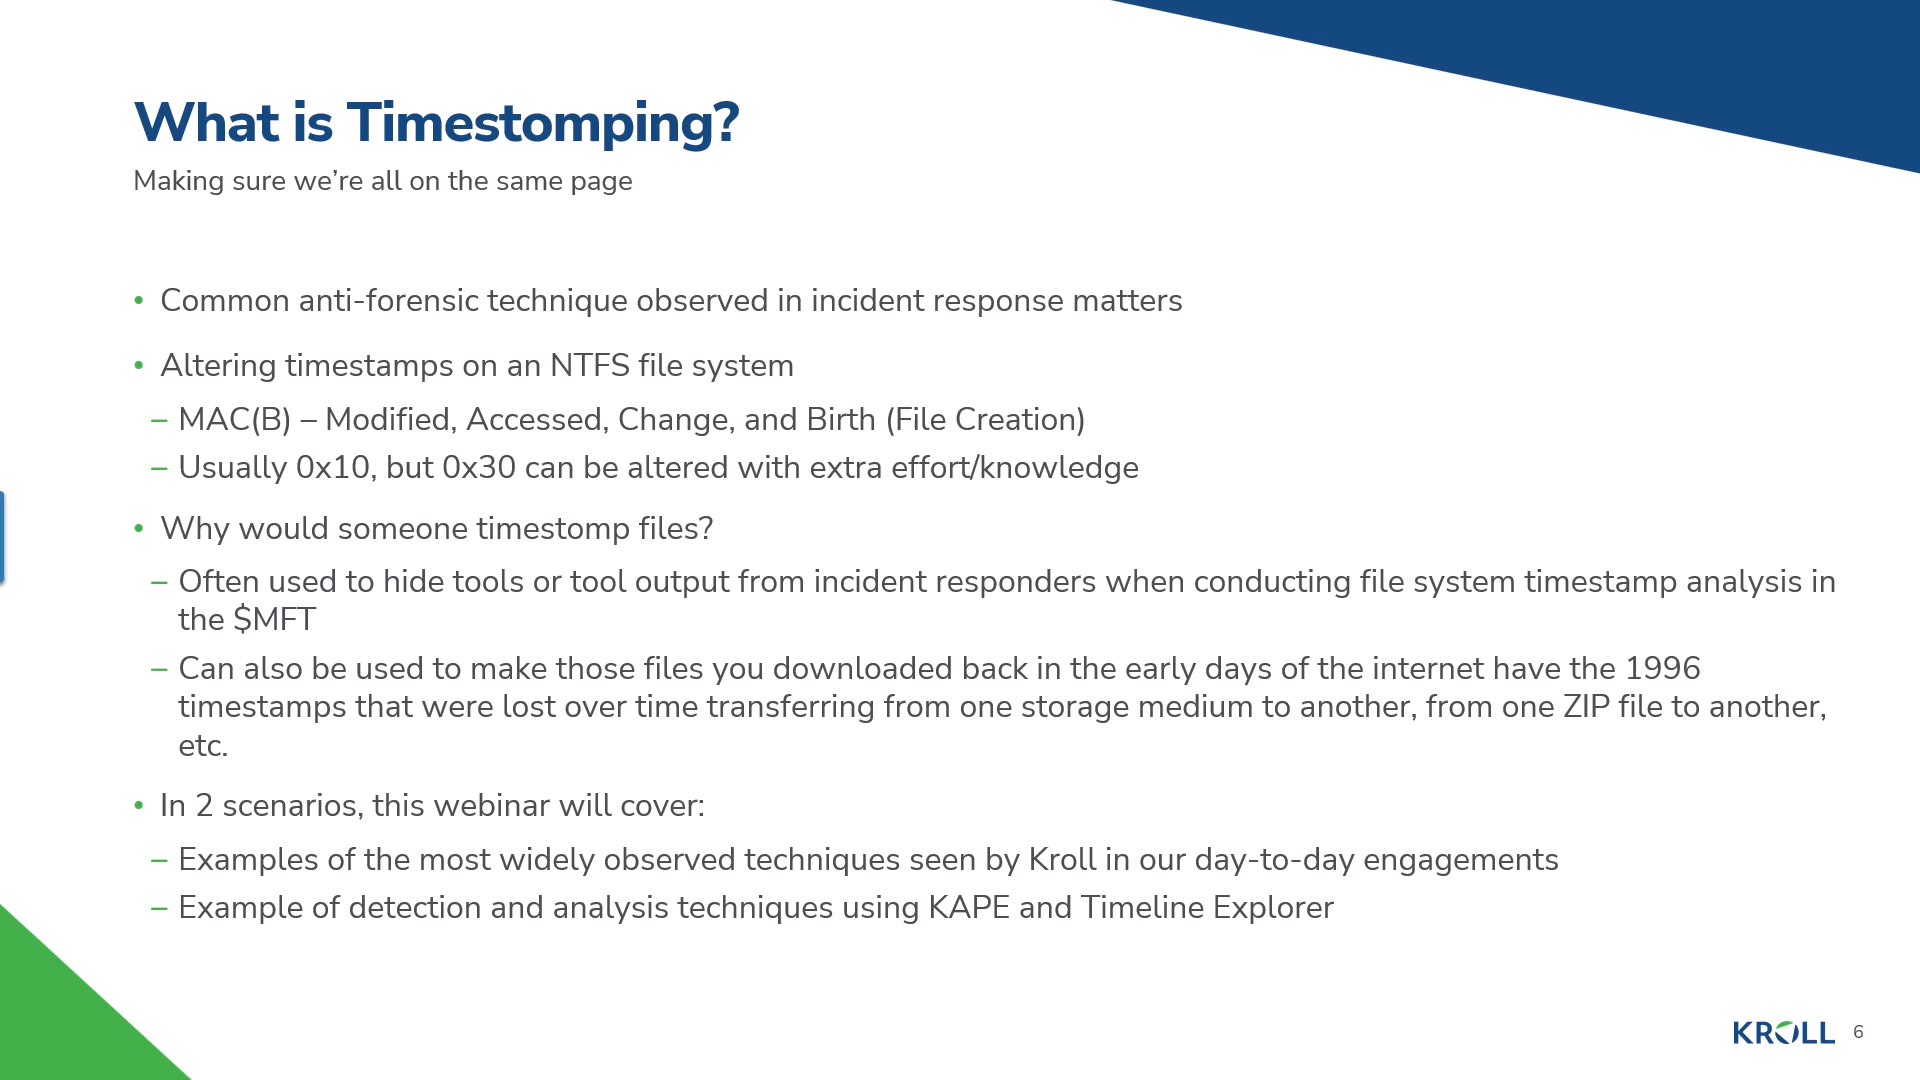 What is Timestomping?
Making sure we’re all on the same page
• Common anti-forensic technique observed in incident response matters
• Altering timestamps on an NTFS file system
– MAC(B) – Modified, Accessed, Change, and Birth (File Creation)
– Usually 0x10, but 0x30 can be altered with extra effort/knowledge
• Why would someone timestomp files?
– Often used to hide tools or tool output from incident responders when conducting file system timestamp analysis in
the $MFT
– Can also be used to make those files you downloaded back in the early days of the internet have the 1996
timestamps that were lost over time transferring from one storage medium to another, from one ZIP file to another,
etc.
• In 2 scenarios, this webinar will cover:
– Examples of the most widely observed techniques seen by Kroll in our day-to-day engagements
– Example of detection and analysis techniques using KAPE and Timeline Explorer
KROLL 6